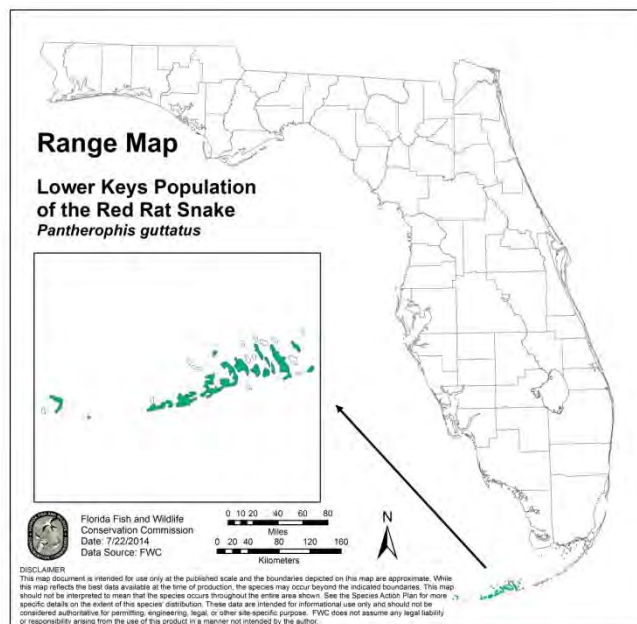 Range Map
Lower Keys Population
of the Red Rat Snake
Pantherophis guttatus
Florida Fish and Wildlife
Conservation Commission
Date: 7/22/2014
Data Source: FWC
0 10 20 40 60 80
Miles
0 20 40 80 120 160
Kilometers
N
DISCLAIMER
This map document is intended for use only at the published scale and the boundaries depicted on this map are approximate. While
this map reflects the best data available at the time of production, the species may occur beyond the indicated boundaries. This map
should not be interpreted to mean that the species occurs throughout the entire area shown. See the Species Action Plan for more
specific details on the extent of this species' distribution. These data are intended for informational use only and should not be
considered authoritative for permitting, engineering, legal, or other site-specific purpose. FWC does not assume any legal liability
or responsibility arising from the use of this product in a manner not intended by the author.